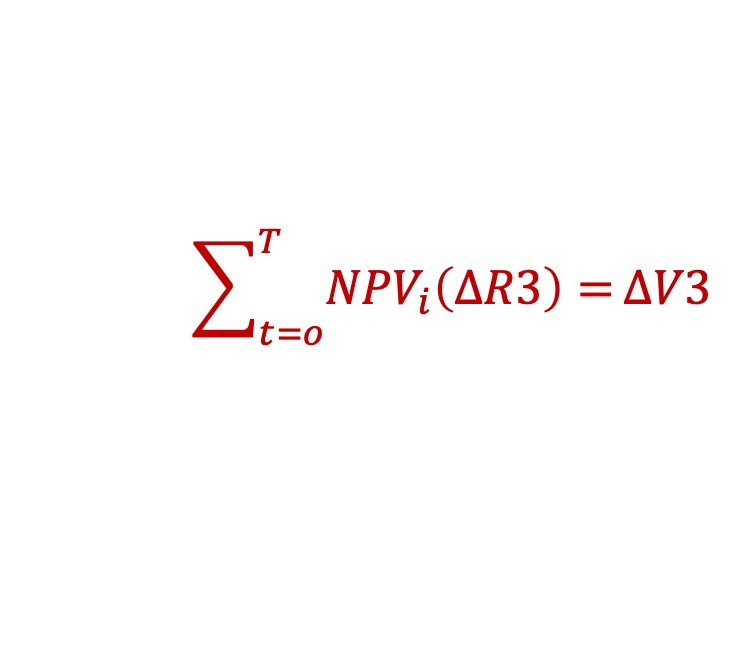 ∑_{t=o}^{T} NPV_i(ΔR3) = ΔV3